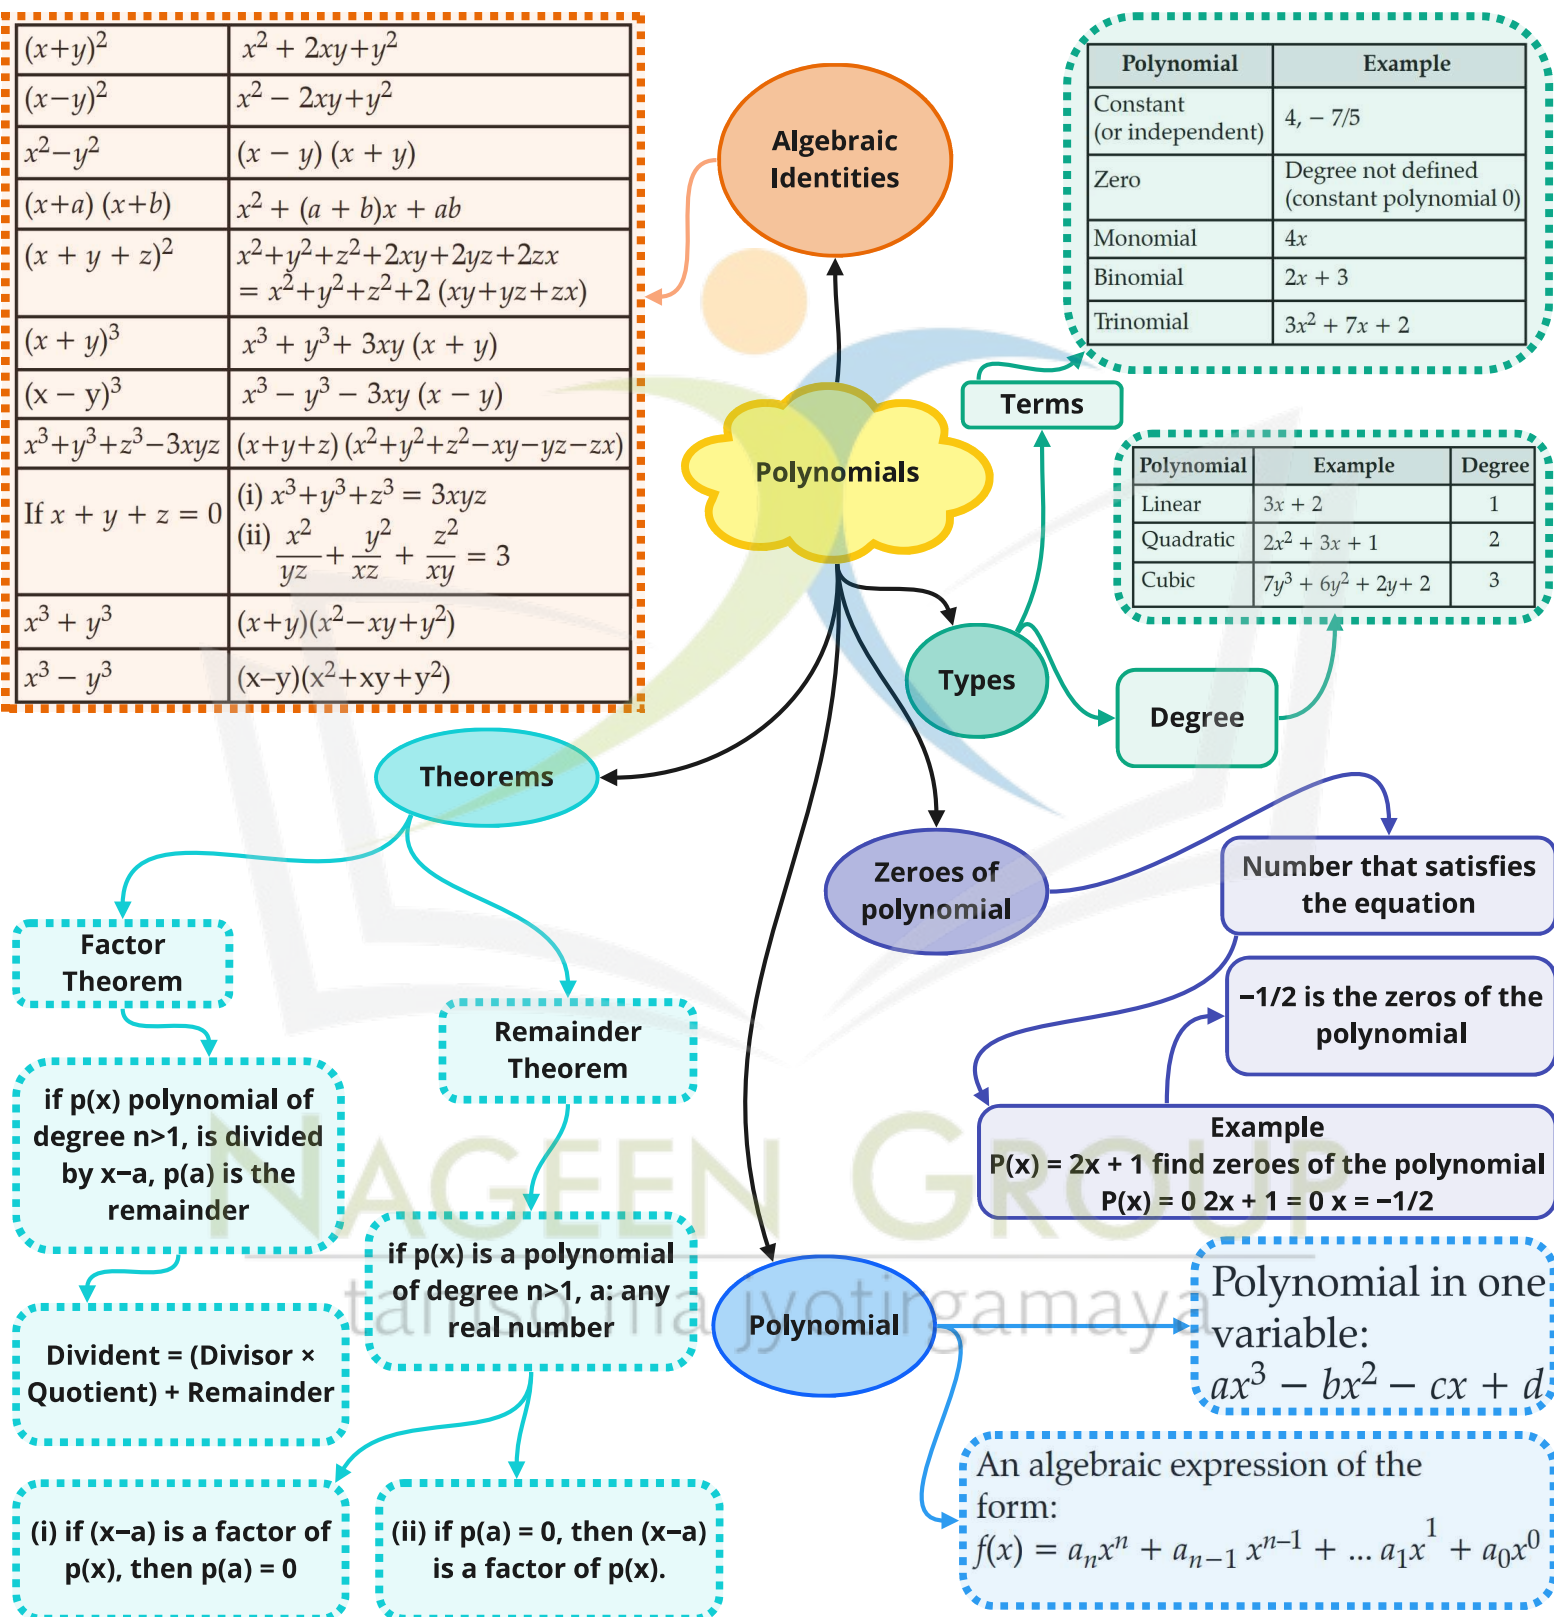 (x+y)² x² + 2xy+y²
(x−y)² x² − 2xy+y²
x²−y² (x − y) (x + y)
(x+a) (x+b) x² + (a + b)x + ab
(x + y + z)² x²+y²+z²+2xy+2yz+2zx
= x²+y²+z²+2 (xy+yz+zx)
(x + y)³ x³ + y³+ 3xy (x + y)
(x − y)³ x³ − y³ − 3xy (x − y)
x³+y³+z³−3xyz (x+y+z) (x²+y²+z²−xy−yz−zx)
If x + y + z = 0 (i) x³+y³+z³ = 3xyz
(ii) x²/yz + y²/xz + z²/xy = 3
x³ + y³ (x+y)(x²−xy+y²)
x³ − y³ (x–y)(x²+xy+y²)
Algebraic
Identities
Polynomial Example
Constant
(or independent) 4, − 7/5
Zero Degree not defined
(constant polynomial 0)
Monomial 4x
Binomial 2x + 3
Trinomial 3x² + 7x + 2
Terms
Polynomials
Polynomial Example Degree
Linear 3x + 2 1
Quadratic 2x² + 3x + 1 2
Cubic 7y³ + 6y² + 2y+ 2 3
Types
Degree
Theorems
Zeroes of
polynomial
Number that satisfies
the equation
−1/2 is the zeros of the
polynomial
Example
P(x) = 2x + 1 find zeroes of the polynomial
P(x) = 0 2x + 1 = 0 x = −1/2
Factor
Theorem
Remainder
Theorem
if p(x) polynomial of
degree n>1, is divided
by x−a, p(a) is the
remainder
if p(x) is a polynomial
of degree n>1, a: any
real number
Divident = (Divisor ×
Quotient) + Remainder
(i) if (x−a) is a factor of
p(x), then p(a) = 0
(ii) if p(a) = 0, then (x−a)
is a factor of p(x).
Polynomial
Polynomial in one
variable:
ax³ − bx² − cx + d
An algebraic expression of the
form:
f(x) = aₙxⁿ + aₙ₋₁ xⁿ⁻¹ + ... a₁x¹ + a₀x⁰
NAGEEN GROUP
tamso ma jyotirgamaya